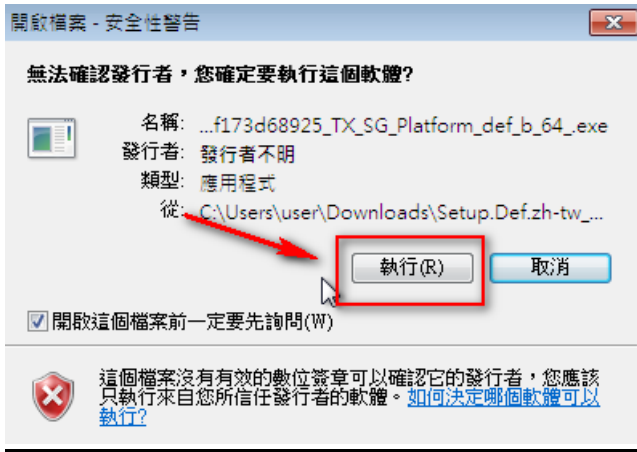 開啟檔案 - 安全性警告
無法確認發行者，您確定要執行這個軟體?
名稱: ...f173d68925_TX_SG_Platform_def_b_64_.exe
發行者: 發行者不明
類型: 應用程式
從: C:\Users\user\Downloads\Setup.Def.zh-tw_...
執行(R)
取消
開啟這個檔案前一定要先詢問(W)
這個檔案沒有有效的數位簽章可以確認它的發行者，您應該
只執行來自您所信任發行者的軟體。如何決定哪個軟體可以
執行?